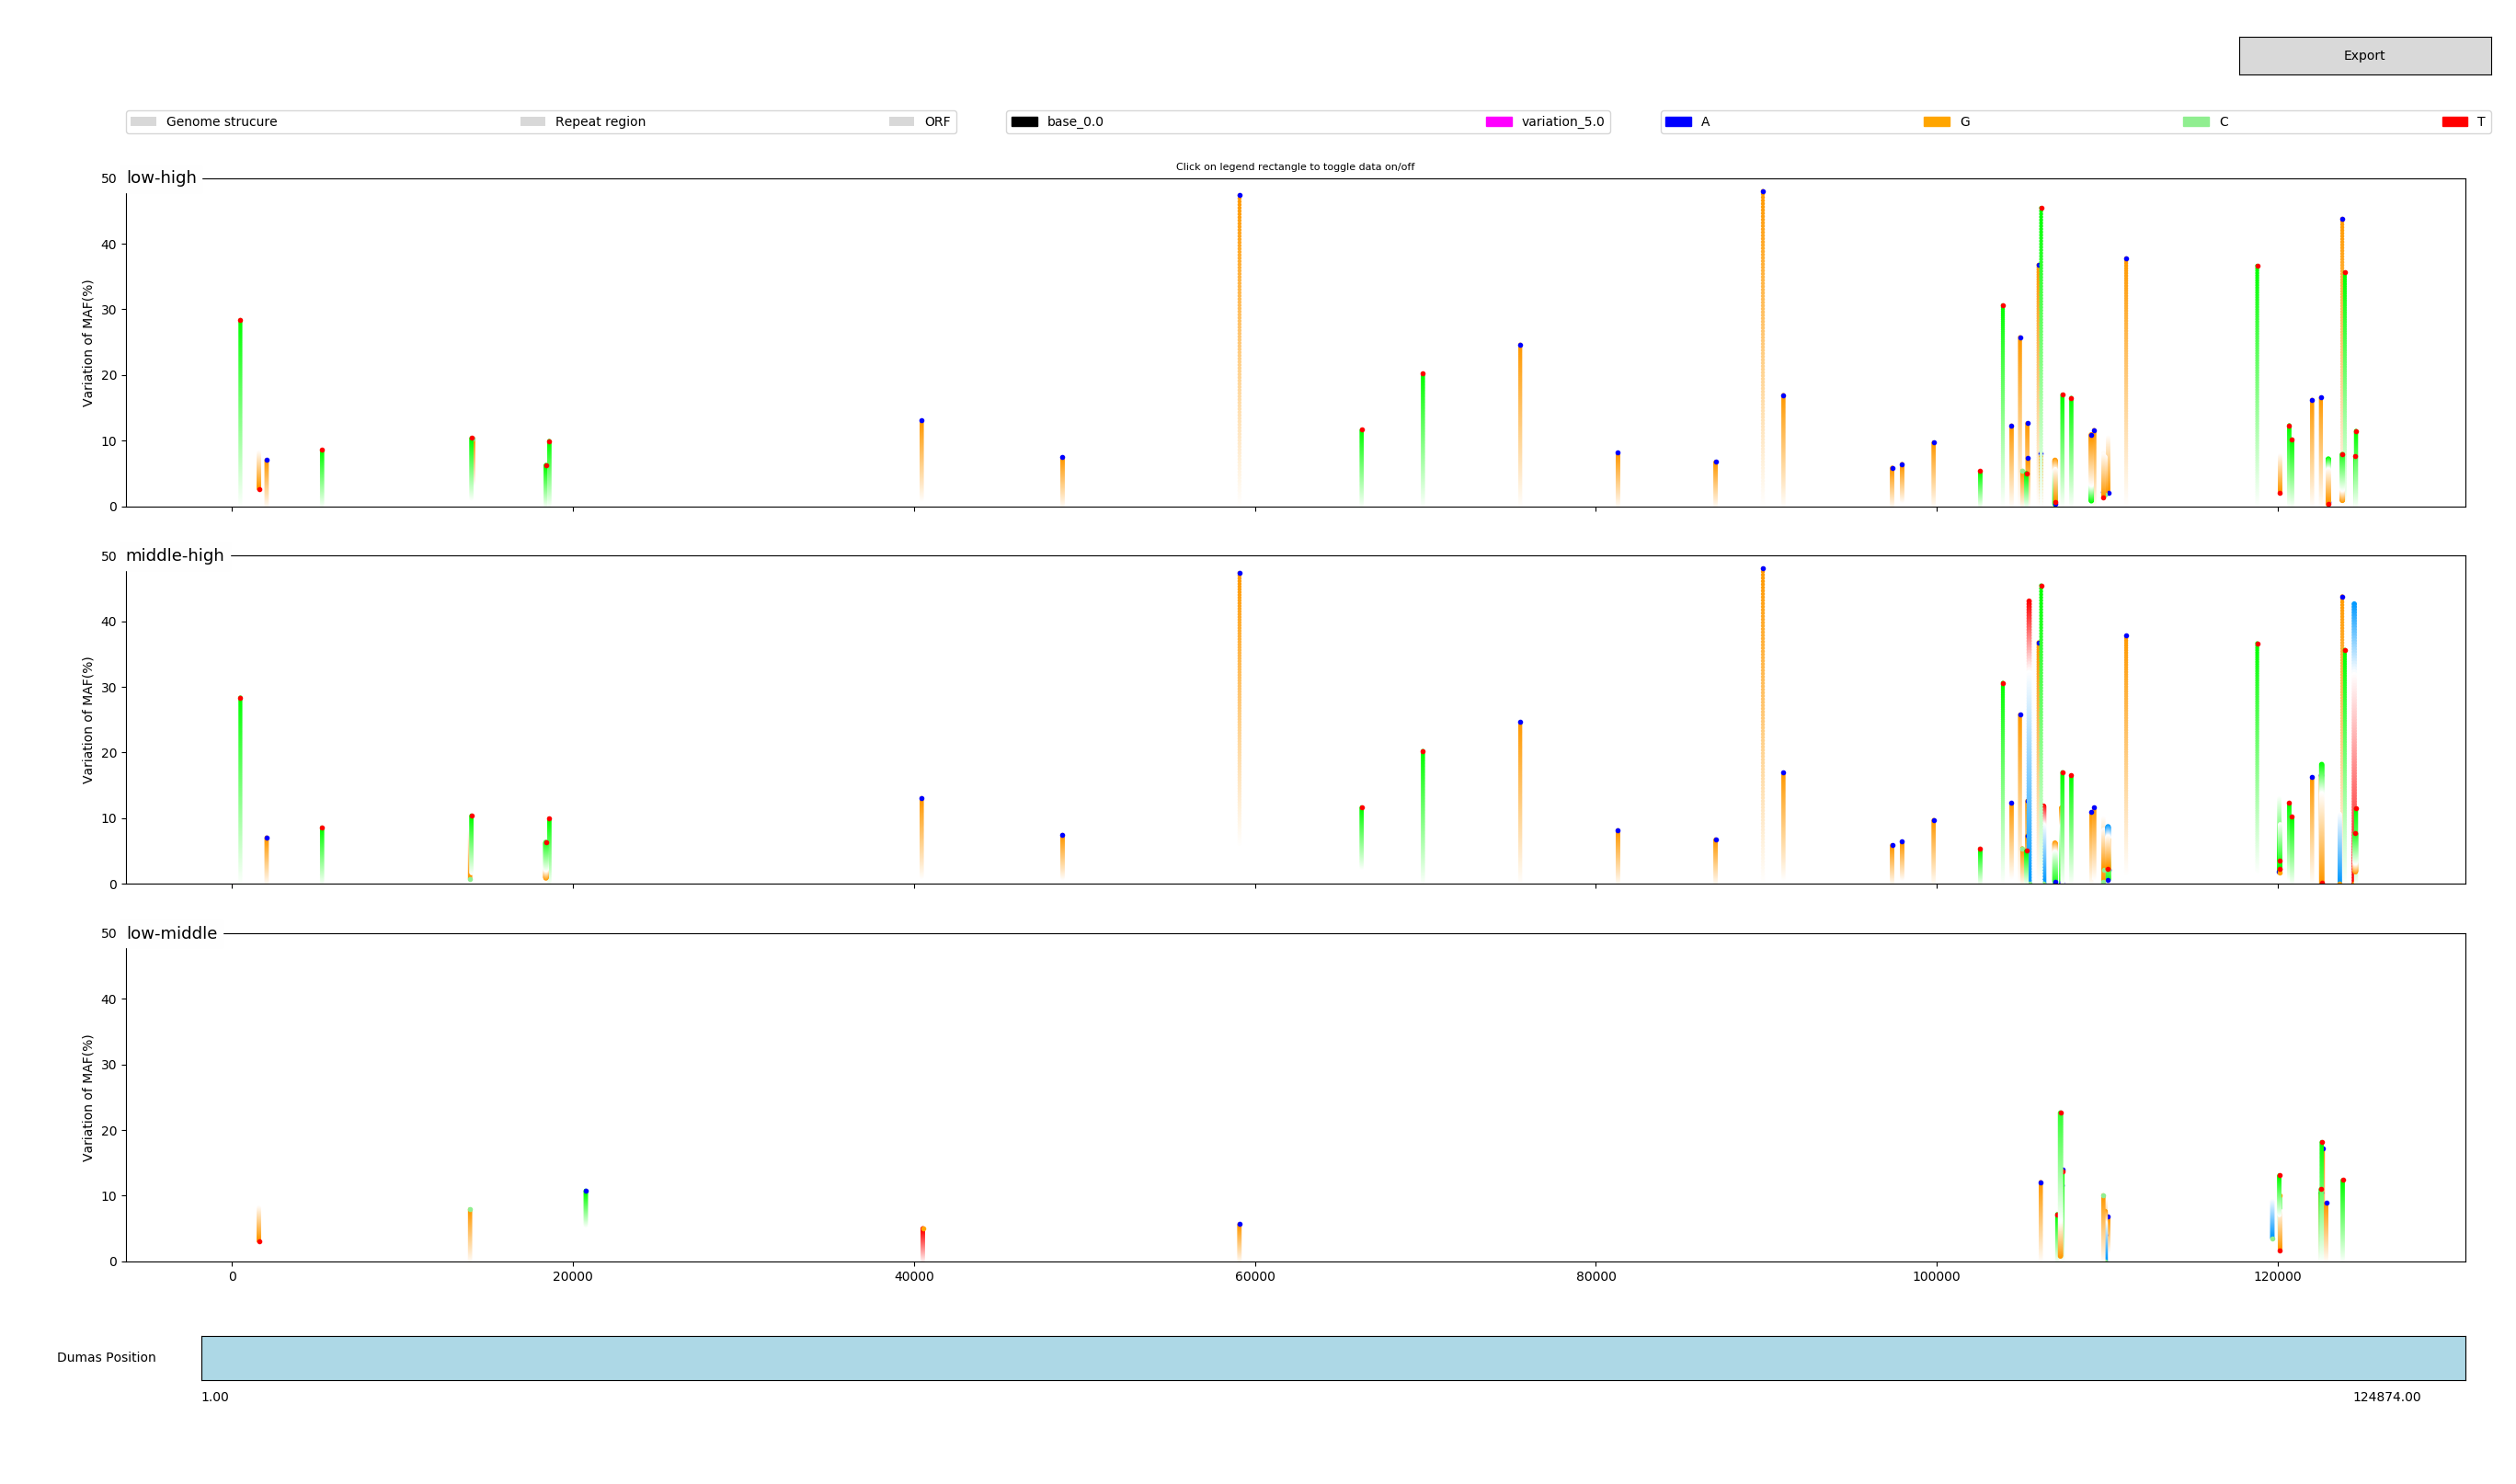 Export
Genome strucure Repeat region ORF base_0.0 variation_5.0 A G C T
Click on legend rectangle to toggle data on/off
low-high
50
40
30
20
10
0
Variation of MAF(%)
middle-high
50
40
30
20
10
0
Variation of MAF(%)
low-middle
50
40
30
20
10
0
Variation of MAF(%)
0 20000 40000 60000 80000 100000 120000
Dumas Position
1.00 124874.00